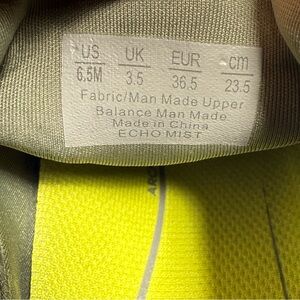 US UK EUR cm
6.5M 3.5 36.5 23.5
Fabric/Man Made Upper
Balance Man Made
Made in China
ECHO MIST